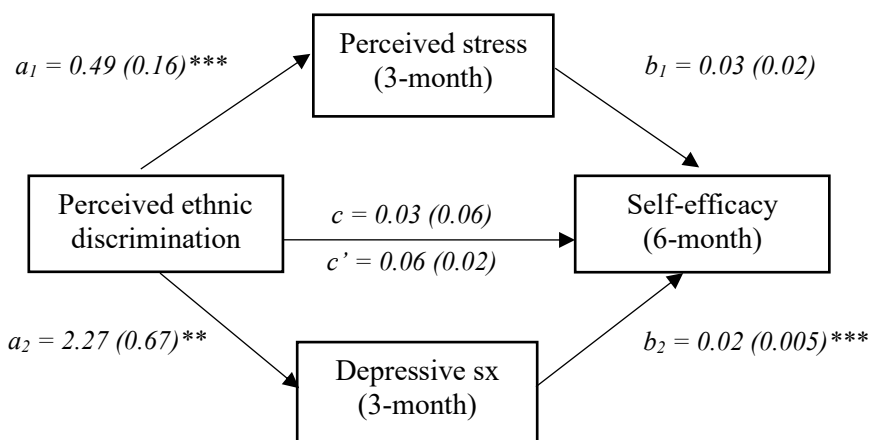 Perceived stress
(3-month)
a₁ = 0.49 (0.16)***
b₁ = 0.03 (0.02)
Perceived ethnic
discrimination
c = 0.03 (0.06)
c’ = 0.06 (0.02)
Self-efficacy
(6-month)
a₂ = 2.27 (0.67)**
b₂ = 0.02 (0.005)***
Depressive sx
(3-month)